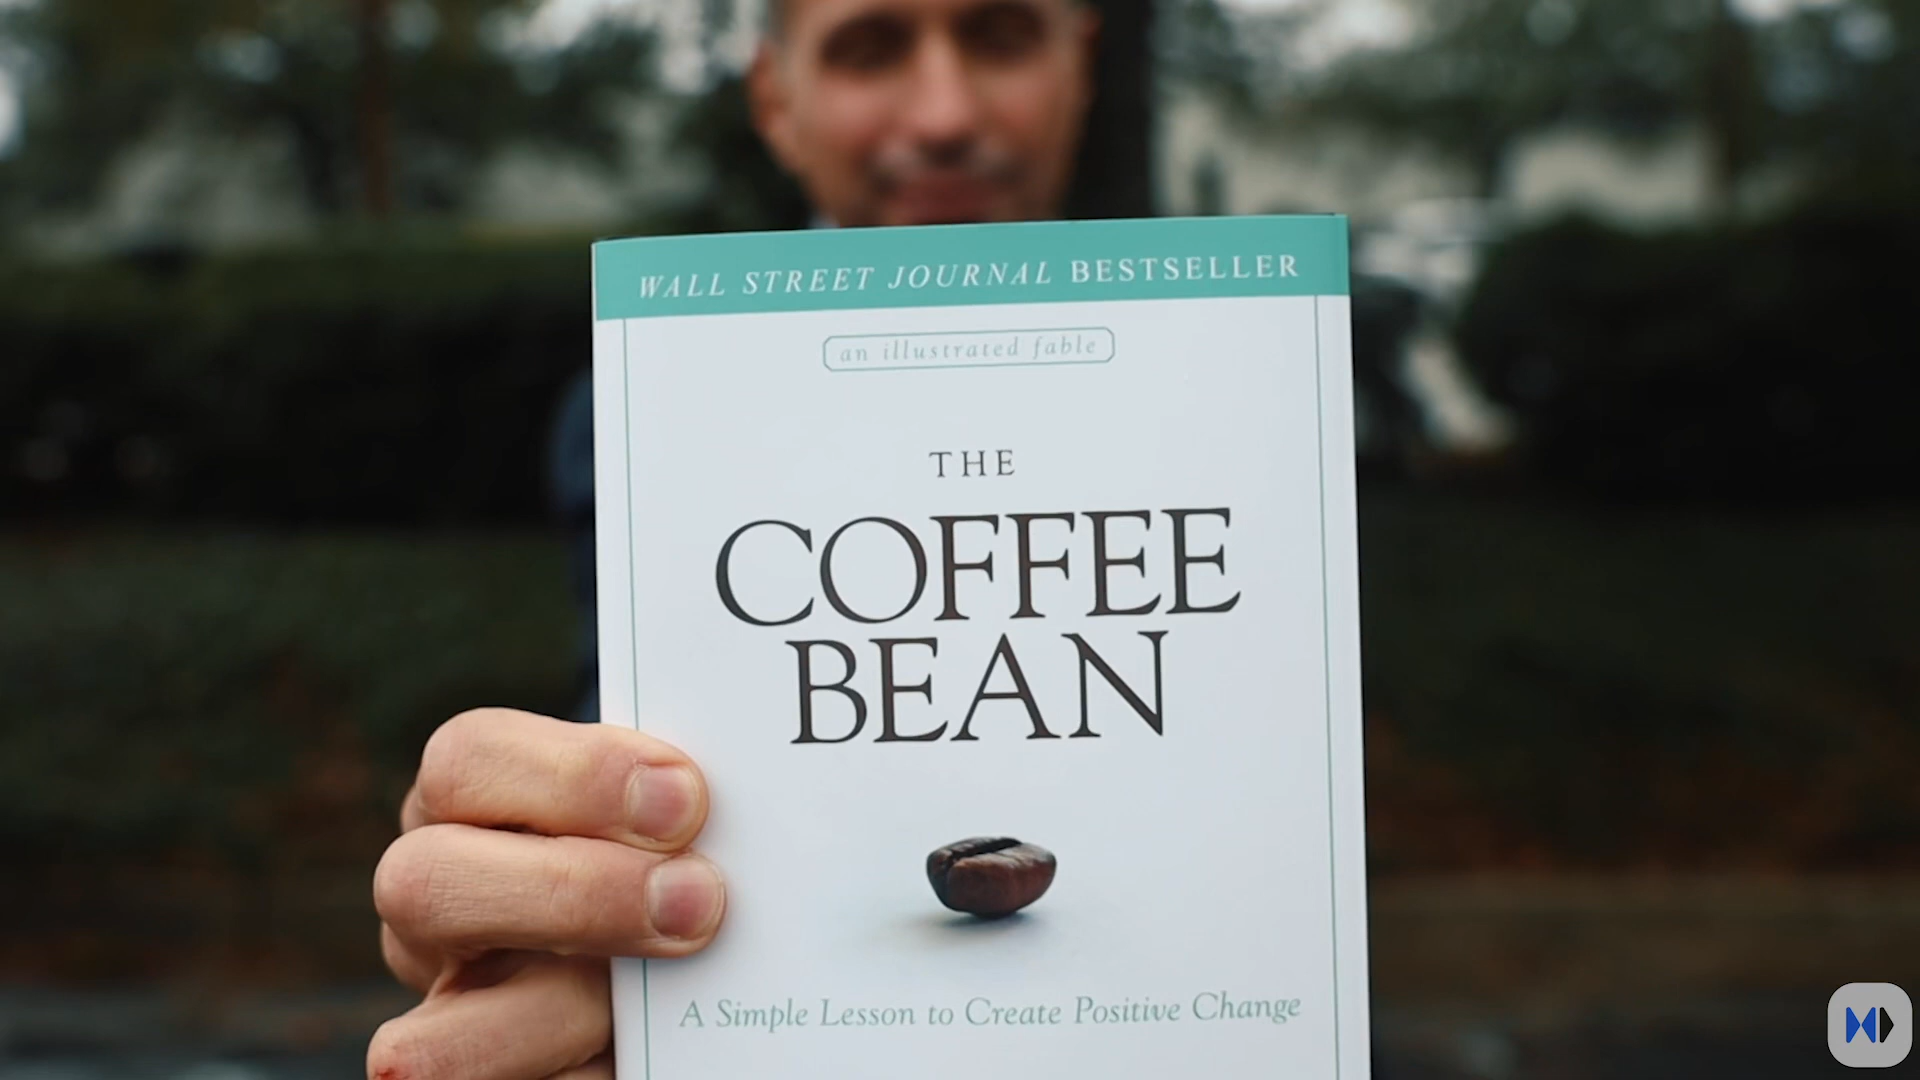 WALL STREET JOURNAL BESTSELLER
an illustrated fable
THE
COFFEE
BEAN
A Simple Lesson to Create Positive Change